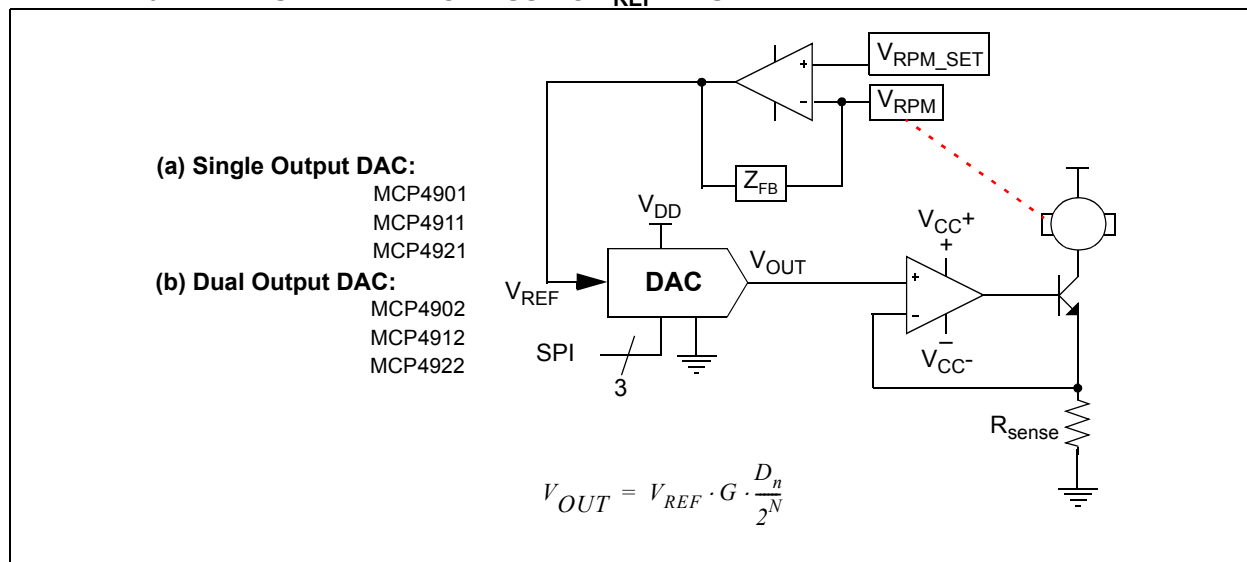 REF
V_RPM_SET
V_RPM
+
-
Z_FB
(a) Single Output DAC:
MCP4901
MCP4911
MCP4921
(b) Dual Output DAC:
MCP4902
MCP4912
MCP4922
V_DD
DAC
V_REF
V_OUT
SPI
3
V_CC+
+
+
-
–
V_CC-
R_sense
V_OUT = V_REF · G · D_n/2^N